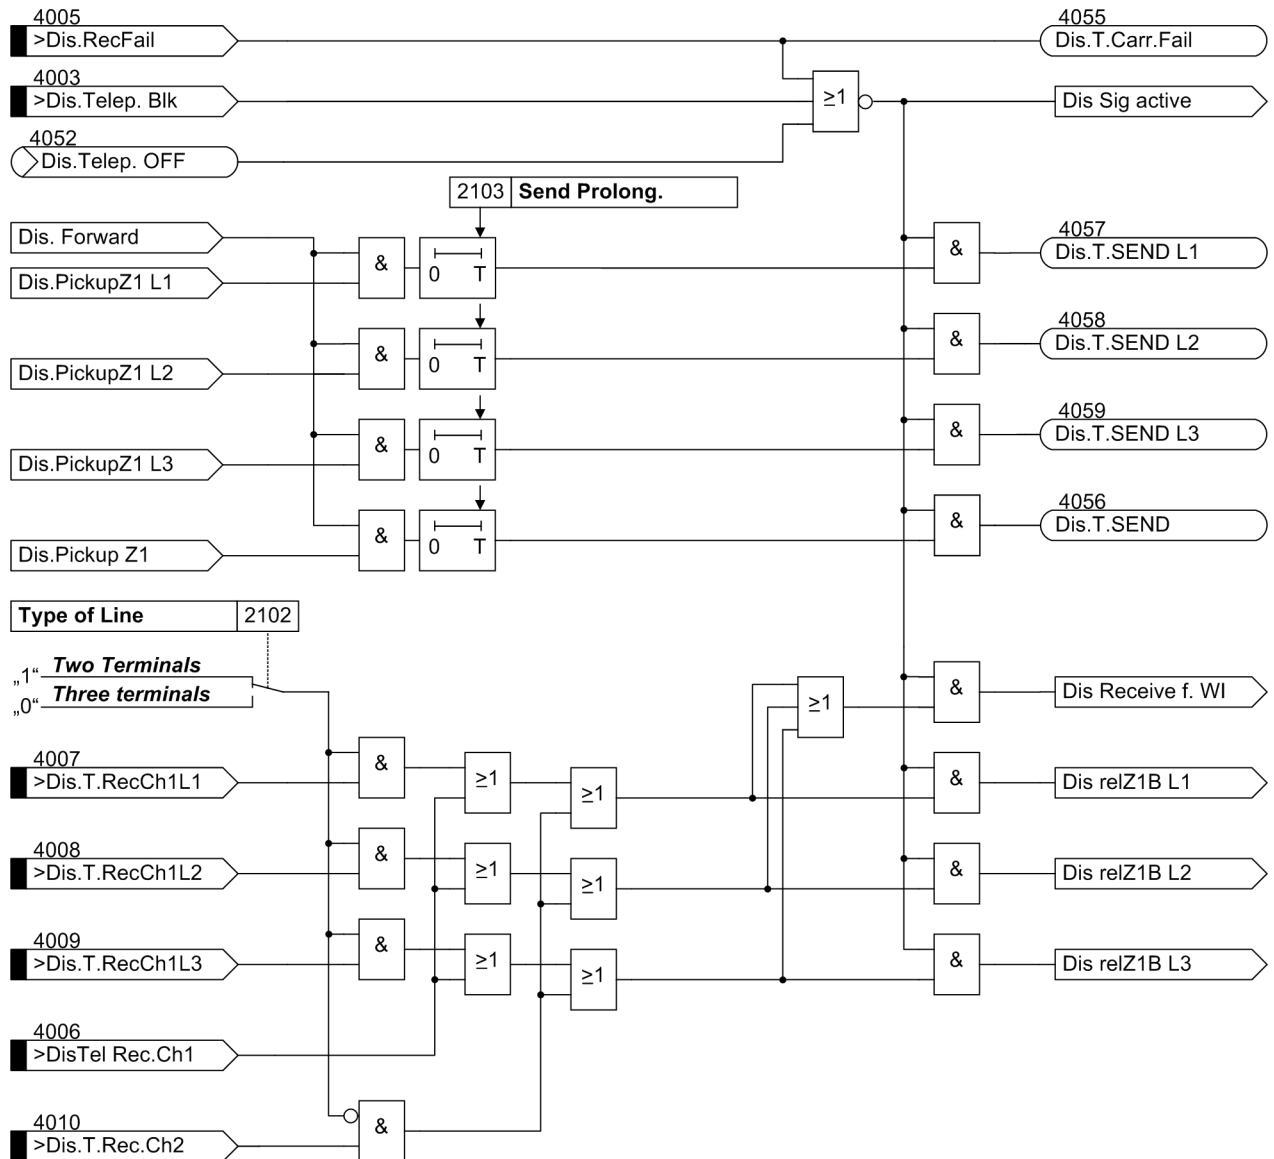 4005
>Dis.RecFail
4055
Dis.T.Carr.Fail
4003
>Dis.Telep. Blk
≥1
Dis Sig active
4052
Dis.Telep. OFF
2103 Send Prolong.
Dis. Forward
Dis.PickupZ1 L1
&
0 T
&
4057
Dis.T.SEND L1
Dis.PickupZ1 L2
&
0 T
&
4058
Dis.T.SEND L2
Dis.PickupZ1 L3
&
0 T
&
4059
Dis.T.SEND L3
Dis.Pickup Z1
&
0 T
&
4056
Dis.T.SEND
Type of Line 2102
„1“ Two Terminals
„0“ Three terminals
≥1
&
Dis Receive f. WI
4007
>Dis.T.RecCh1L1
&
≥1
≥1
&
Dis relZ1B L1
4008
>Dis.T.RecCh1L2
&
≥1
≥1
&
Dis relZ1B L2
4009
>Dis.T.RecCh1L3
&
≥1
≥1
&
Dis relZ1B L3
4006
>DisTel Rec.Ch1
4010
>Dis.T.Rec.Ch2
&